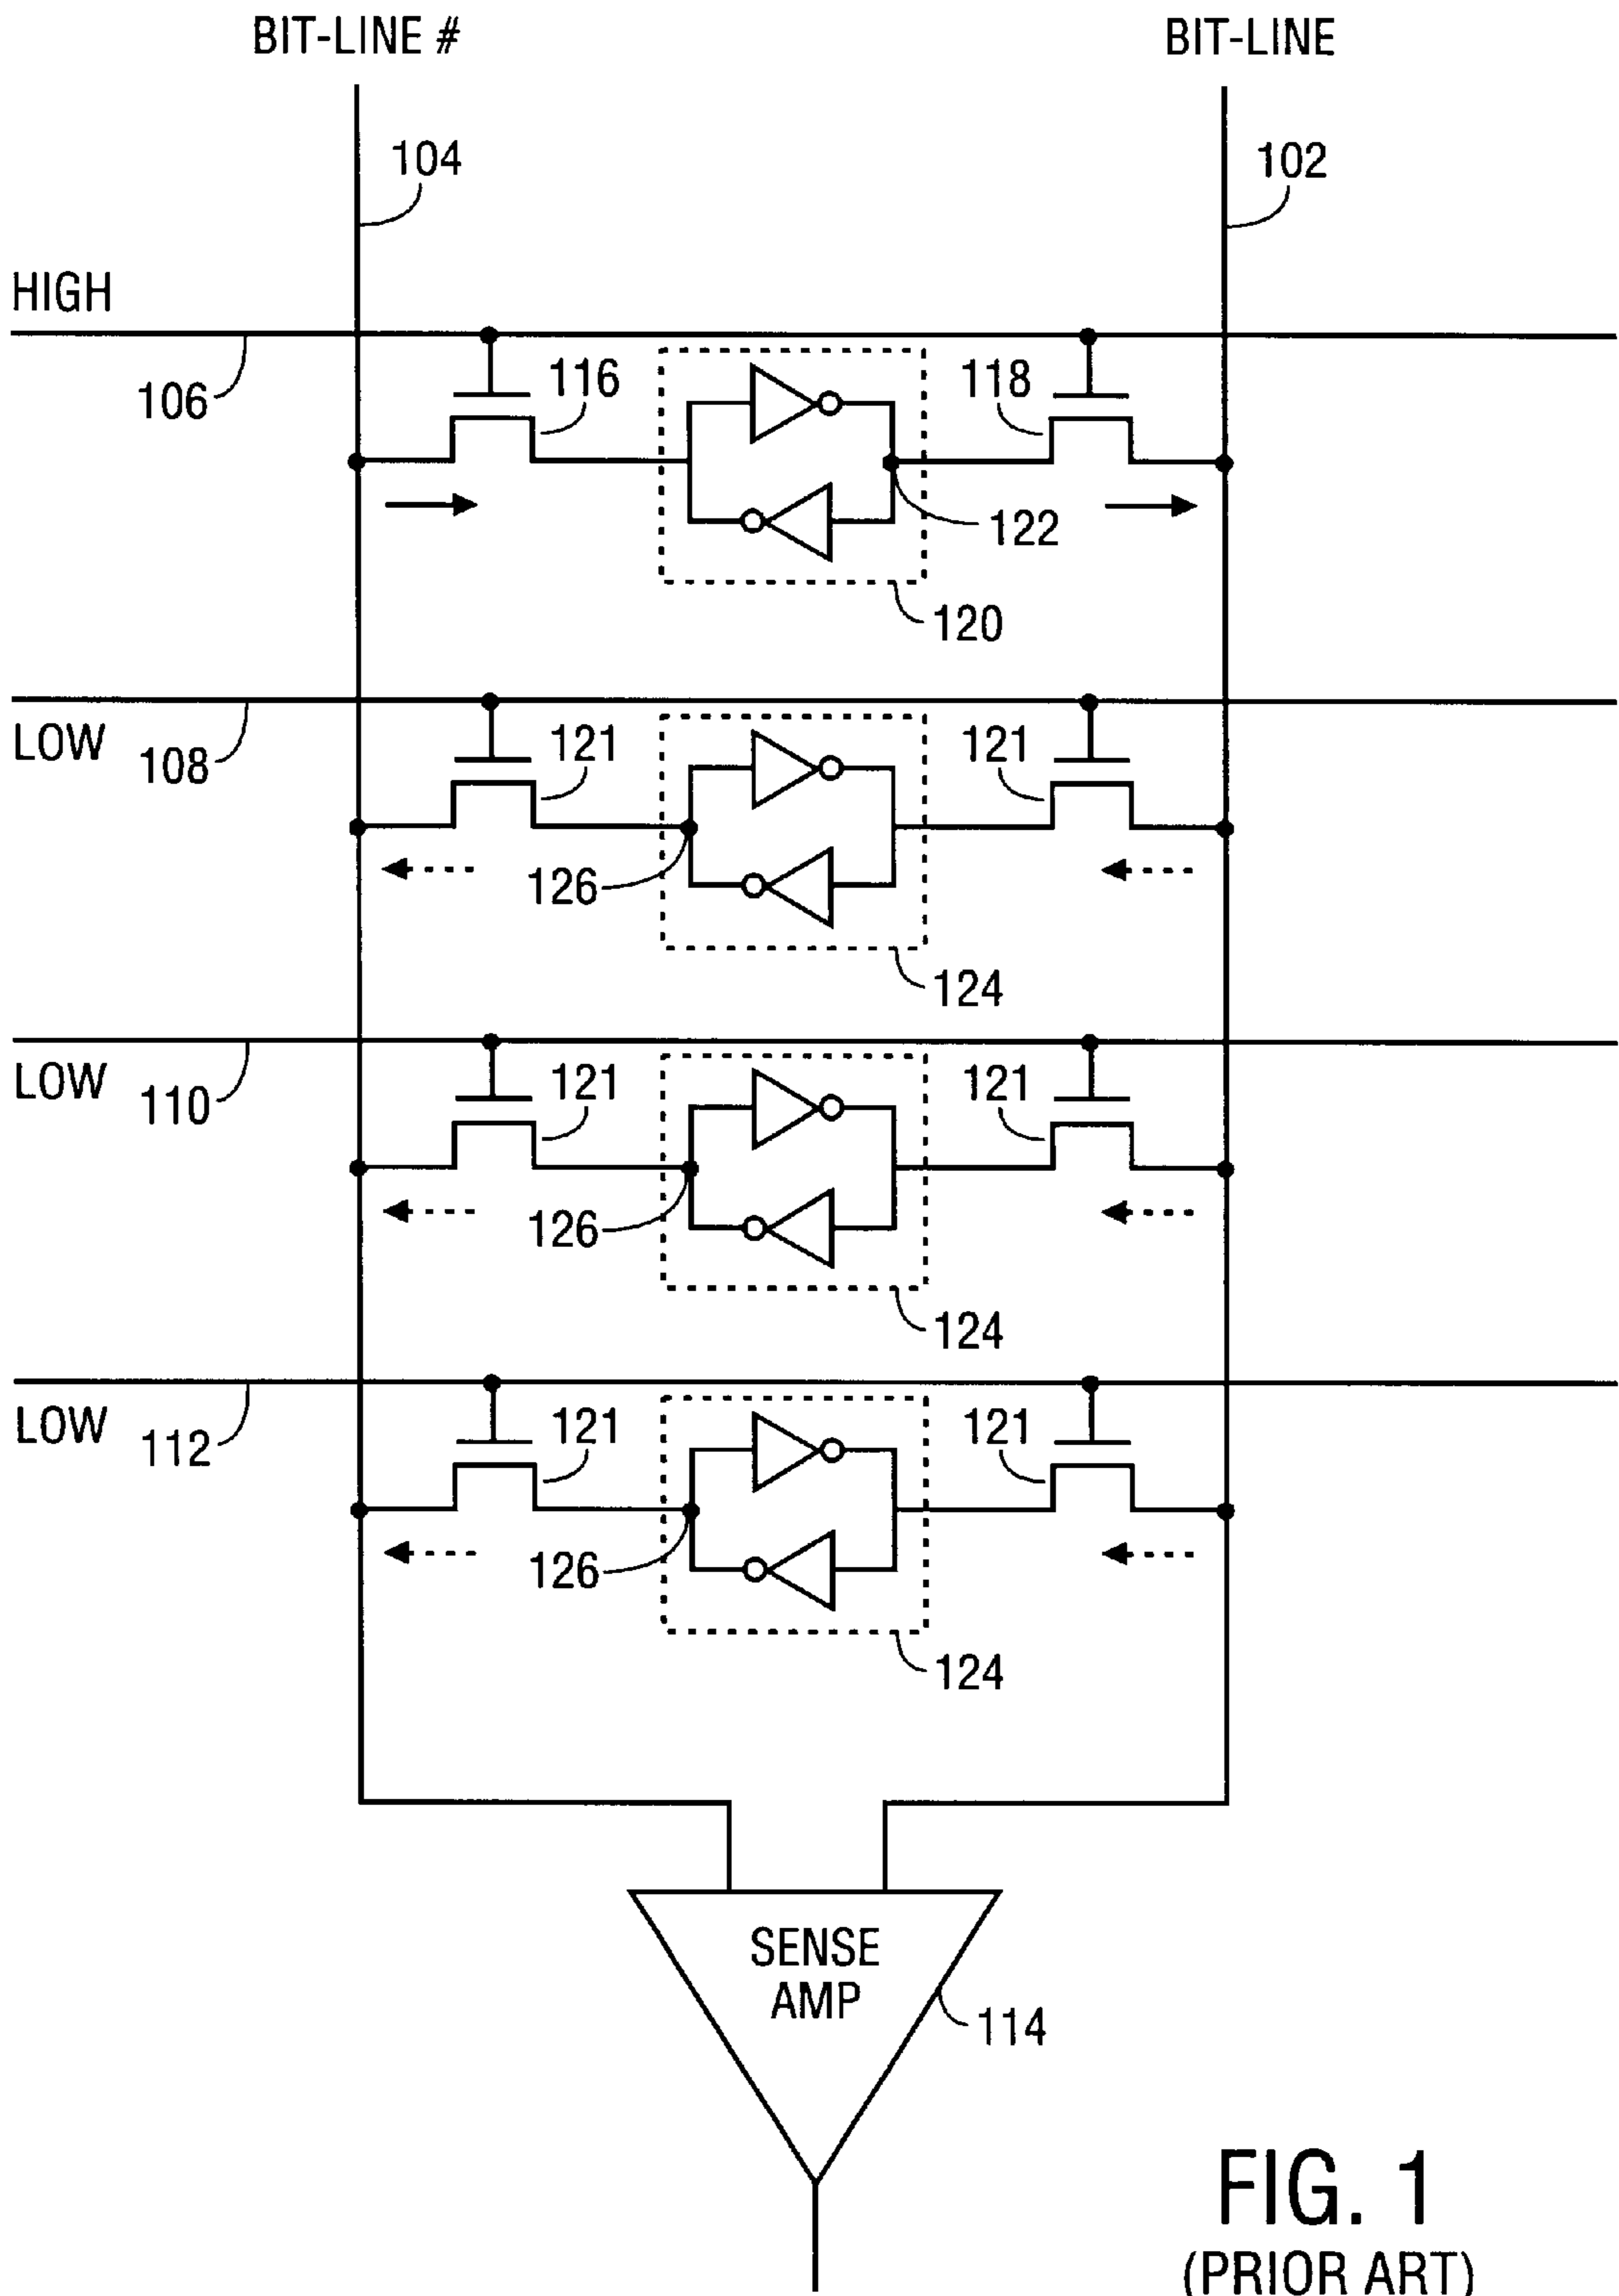 BIT-LINE # BIT-LINE
104 102
HIGH
106 116 118
122
120
LOW 108 121 121
126
124
LOW 110 121 121
126
124
LOW 112 121 121
126
124
SENSE
AMP
114
FIG. 1
(PRIOR ART)